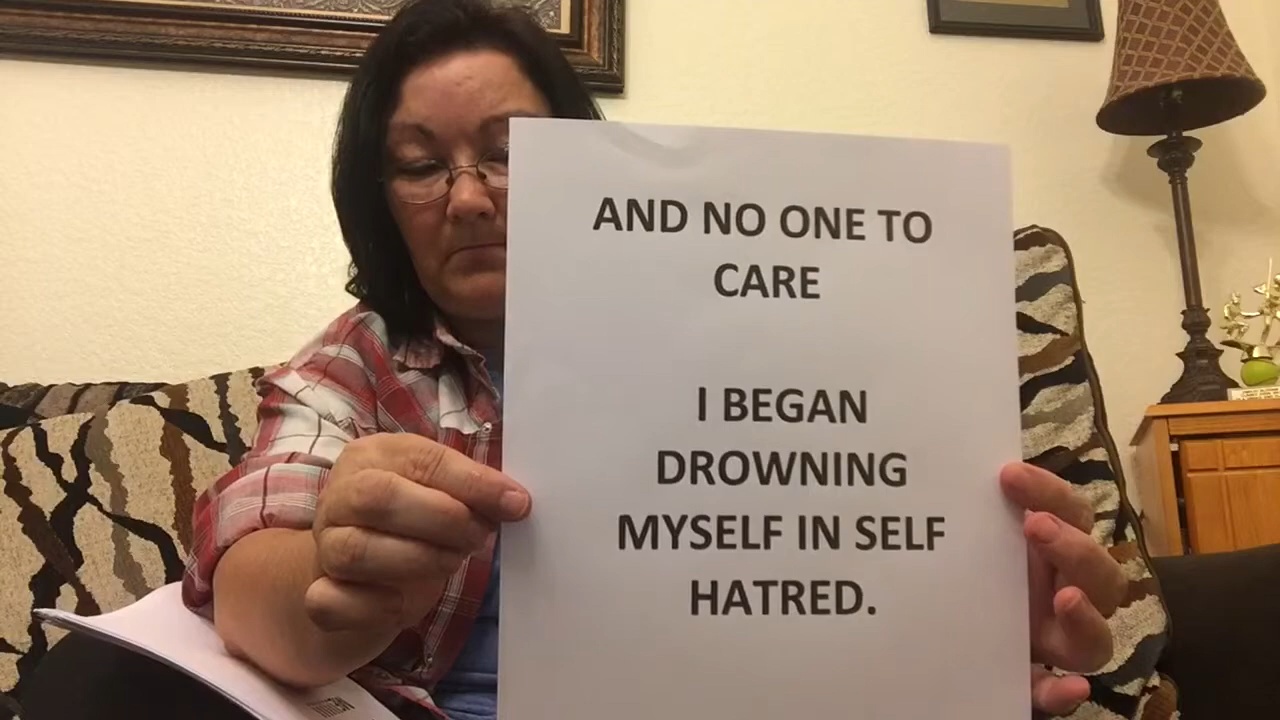 AND NO ONE TO
CARE
I BEGAN
DROWNING
MYSELF IN SELF
HATRED.